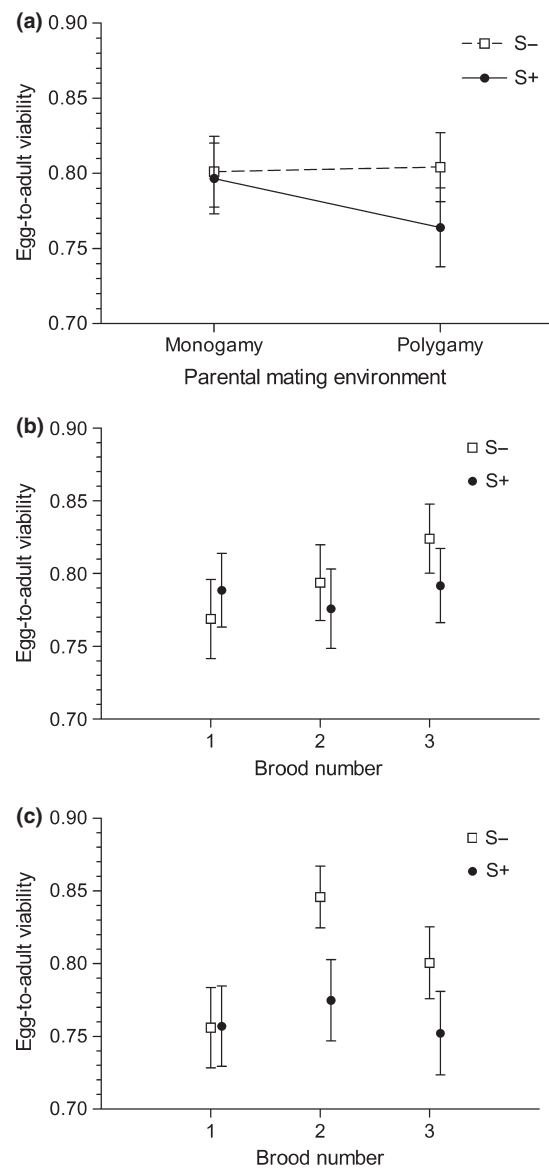 (a)
0.90
S–
S+
0.85
0.80
0.75
0.70
Egg-to-adult viability
Monogamy Polygamy
Parental mating environment
(b)
0.90
S–
S+
0.85
0.80
0.75
0.70
Egg-to-adult viability
1 2 3
Brood number
(c)
0.90
S–
S+
0.85
0.80
0.75
0.70
Egg-to-adult viability
1 2 3
Brood number